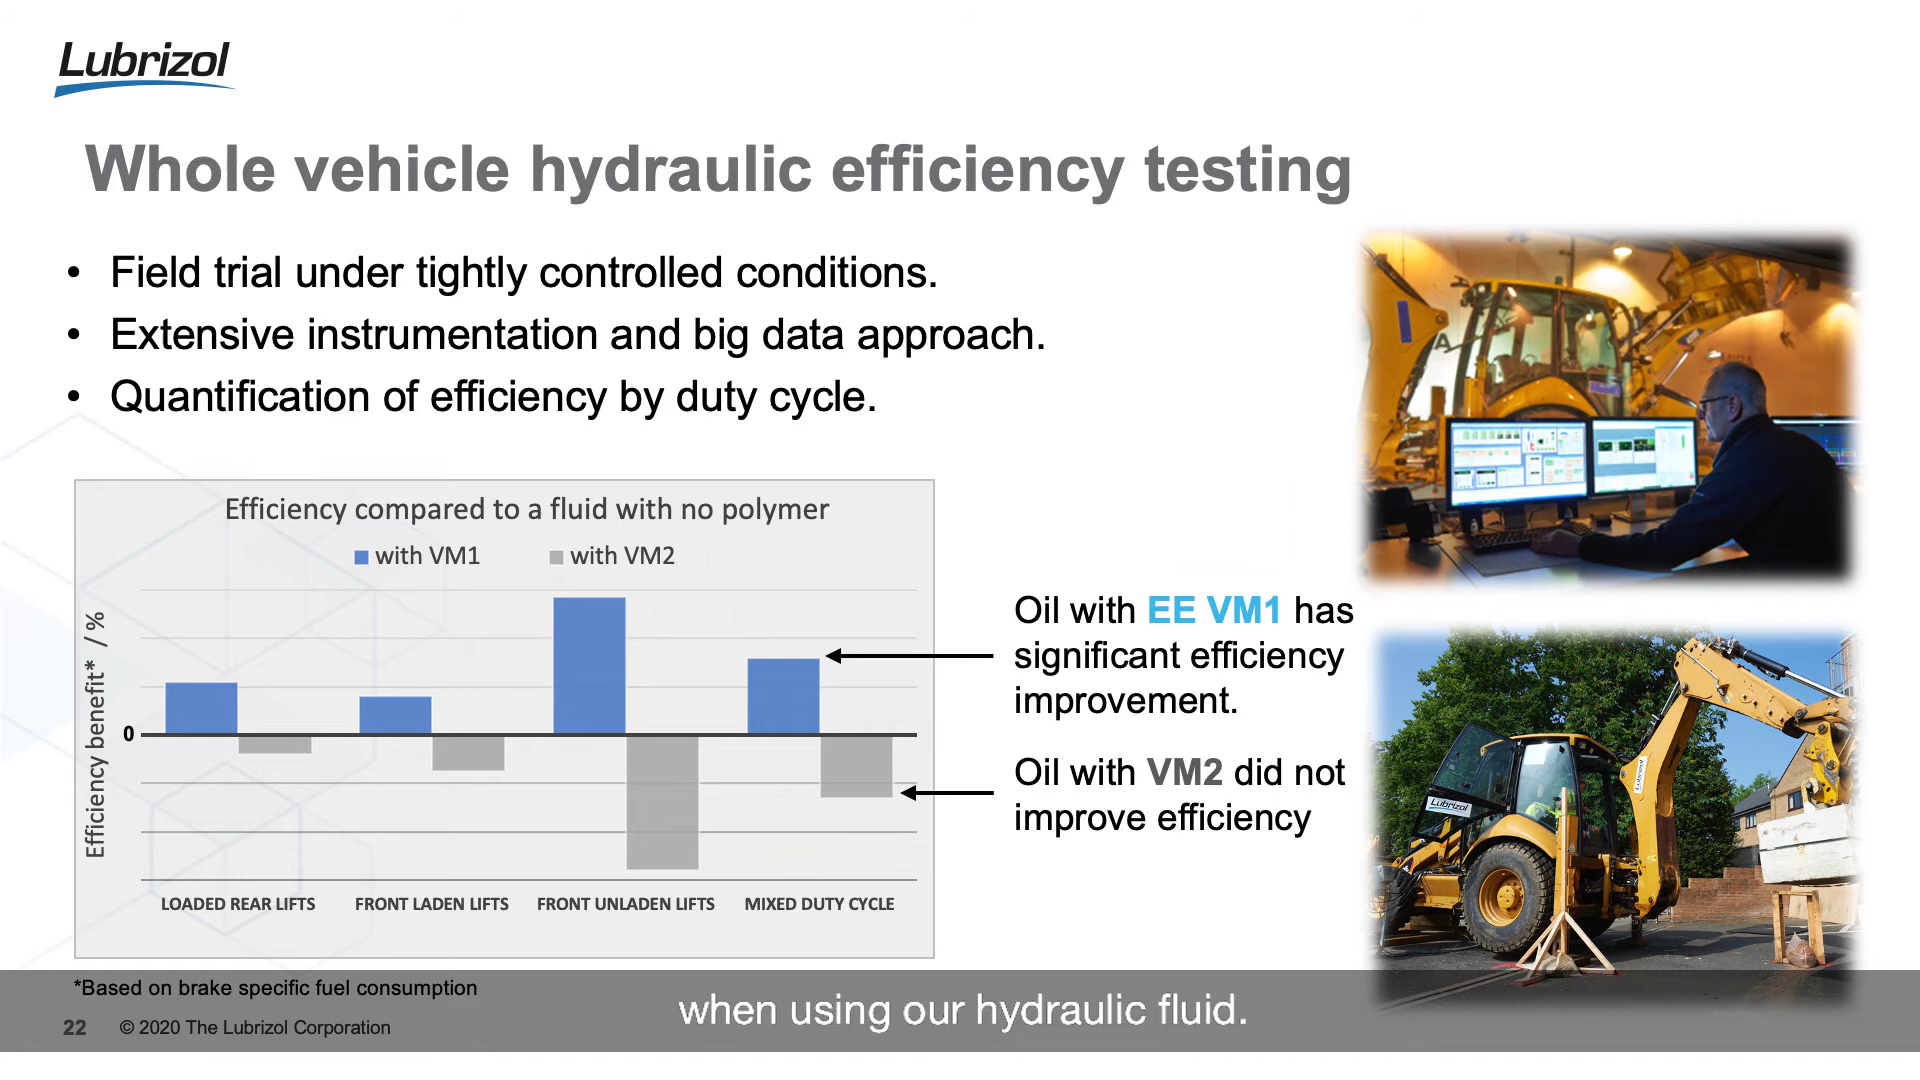 Lubrizol
Whole vehicle hydraulic efficiency testing
• Field trial under tightly controlled conditions.
• Extensive instrumentation and big data approach.
• Quantification of efficiency by duty cycle.
Efficiency compared to a fluid with no polymer
with VM1 with VM2
Efficiency benefit* / %
0
LOADED REAR LIFTS FRONT LADEN LIFTS FRONT UNLADEN LIFTS MIXED DUTY CYCLE
Oil with EE VM1 has
significant efficiency
improvement.
Oil with VM2 did not
improve efficiency
Lubrizol
Lubrizol
*Based on brake specific fuel consumption
22 © 2020 The Lubrizol Corporation
when using our hydraulic fluid.